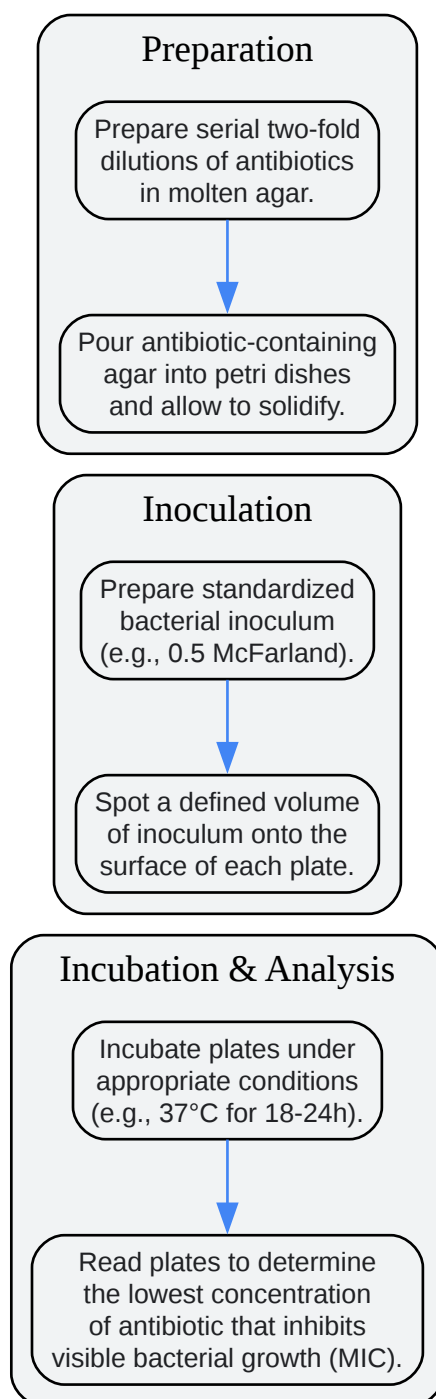 Preparation
Prepare serial two-fold
dilutions of antibiotics
in molten agar.
Pour antibiotic-containing
agar into petri dishes
and allow to solidify.
Inoculation
Prepare standardized
bacterial inoculum
(e.g., 0.5 McFarland).
Spot a defined volume
of inoculum onto the
surface of each plate.
Incubation & Analysis
Incubate plates under
appropriate conditions
(e.g., 37°C for 18-24h).
Read plates to determine
the lowest concentration
of antibiotic that inhibits
visible bacterial growth (MIC).